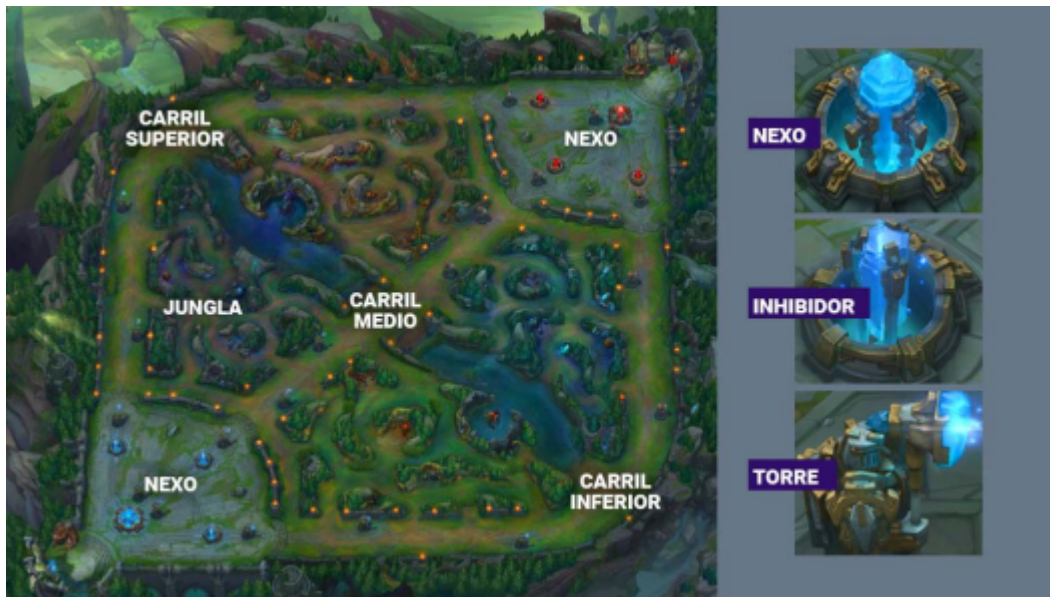 CARRIL
SUPERIOR
NEXO
JUNGLA
CARRIL
MEDIO
NEXO
CARRIL
INFERIOR
NEXO
INHIBIDOR
TORRE